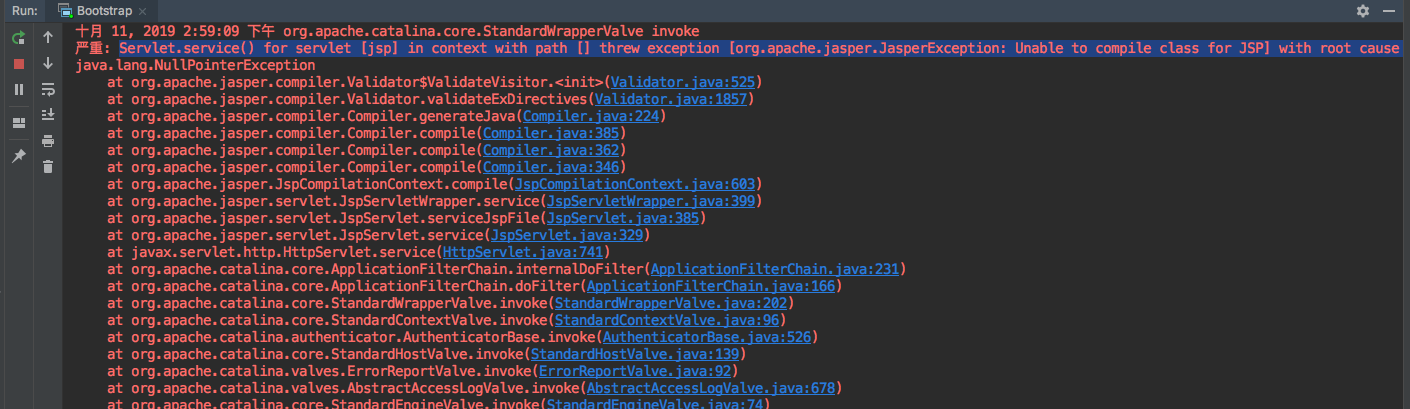 Run: Bootstrap
十月 11, 2019 2:59:09 下午 org.apache.catalina.core.StandardWrapperValve invoke
严重: Servlet.service() for servlet [jsp] in context with path [] threw exception [org.apache.jasper.JasperException: Unable to compile class for JSP] with root cause
java.lang.NullPointerException
at org.apache.jasper.compiler.Validator$ValidateVisitor.<init>(Validator.java:525)
at org.apache.jasper.compiler.Validator.validateExDirectives(Validator.java:1857)
at org.apache.jasper.compiler.Compiler.generateJava(Compiler.java:224)
at org.apache.jasper.compiler.Compiler.compile(Compiler.java:385)
at org.apache.jasper.compiler.Compiler.compile(Compiler.java:362)
at org.apache.jasper.compiler.Compiler.compile(Compiler.java:346)
at org.apache.jasper.JspCompilationContext.compile(JspCompilationContext.java:603)
at org.apache.jasper.servlet.JspServletWrapper.service(JspServletWrapper.java:399)
at org.apache.jasper.servlet.JspServlet.serviceJspFile(JspServlet.java:385)
at org.apache.jasper.servlet.JspServlet.service(JspServlet.java:329)
at javax.servlet.http.HttpServlet.service(HttpServlet.java:741)
at org.apache.catalina.core.ApplicationFilterChain.internalDoFilter(ApplicationFilterChain.java:231)
at org.apache.catalina.core.ApplicationFilterChain.doFilter(ApplicationFilterChain.java:166)
at org.apache.catalina.core.StandardWrapperValve.invoke(StandardWrapperValve.java:202)
at org.apache.catalina.core.StandardContextValve.invoke(StandardContextValve.java:96)
at org.apache.catalina.authenticator.AuthenticatorBase.invoke(AuthenticatorBase.java:526)
at org.apache.catalina.core.StandardHostValve.invoke(StandardHostValve.java:139)
at org.apache.catalina.valves.ErrorReportValve.invoke(ErrorReportValve.java:92)
at org.apache.catalina.valves.AbstractAccessLogValve.invoke(AbstractAccessLogValve.java:678)
at org.apache.catalina.core.StandardEngineValve.invoke(StandardEngineValve.java:74)